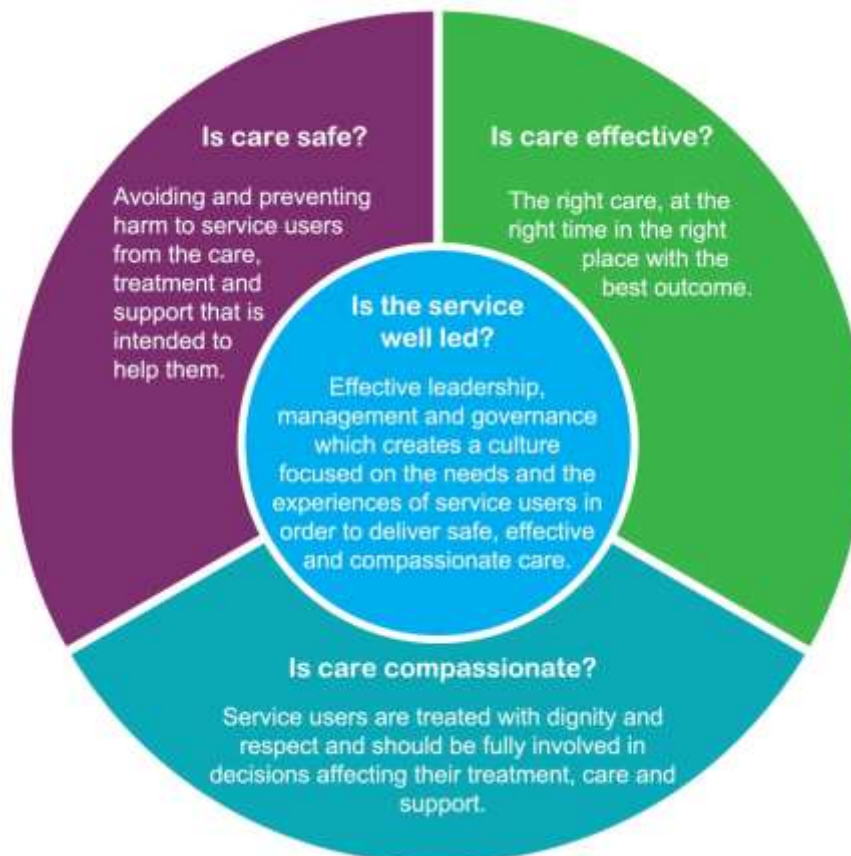 Is care safe?
Avoiding and preventing
harm to service users
from the care,
treatment and
support that is
intended to
help them.
Is care effective?
The right care, at the
right time in the right
place with the
best outcome.
Is the service
well led?
Effective leadership,
management and governance
which creates a culture
focused on the needs and the
experiences of service users in
order to deliver safe, effective
and compassionate care.
Is care compassionate?
Service users are treated with dignity and
respect and should be fully involved in
decisions affecting their treatment, care and
support.